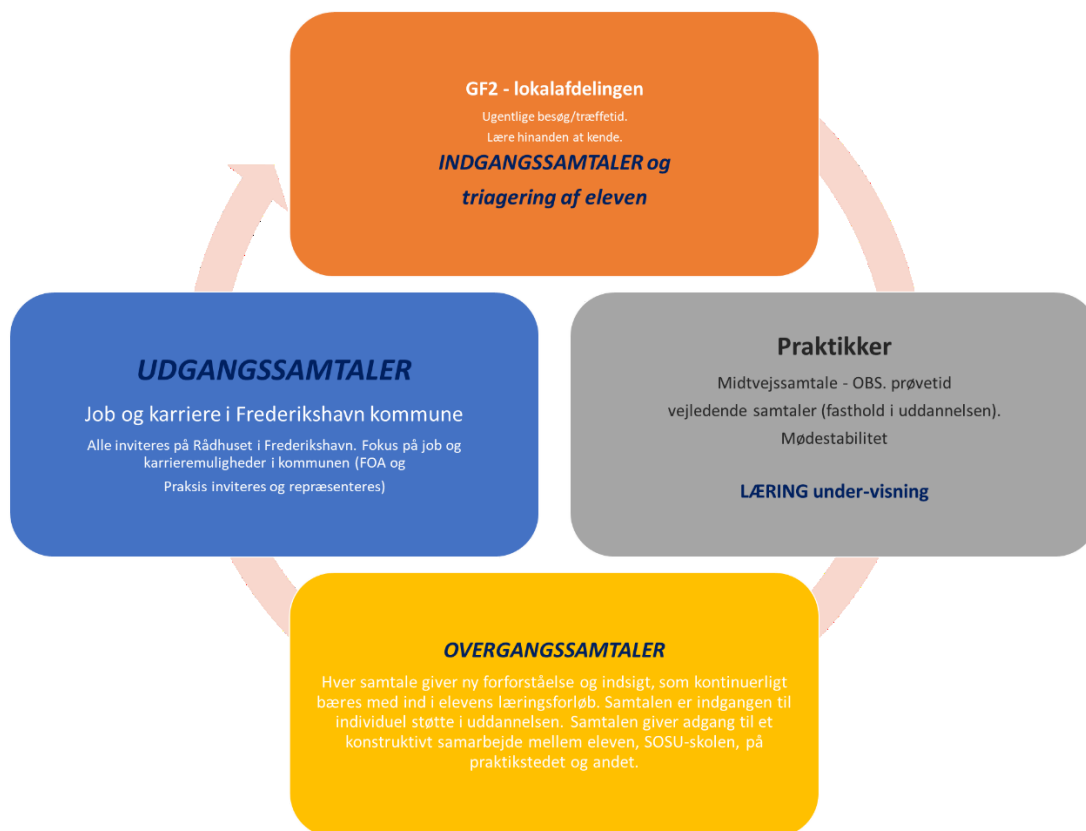 GF2 - lokalafdelingen
Ugentlige besøg/træffetid.
Lære hinanden at kende.
INDGANGSSAMTALER og
triagering af eleven
UDGANGSSAMTALER
Job og karriere i Frederikshavn kommune
Alle inviteres på Rådhuset i Frederikshavn. Fokus på job og
karrieremuligheder i kommunen (FOA og
Praksis inviteres og repræsenteres)
Praktikker
Midtvejssamtale - OBS. prøvetid
vejledende samtaler (fasthold i uddannelsen).
Mødestabilitet
LÆRING under-visning
OVERGANGSSAMTALER
Hver samtale giver ny forforståelse og indsigt, som kontinuerligt
bæres med ind i elevens læringsforløb. Samtalen er indgangen til
individuel støtte i uddannelsen. Samtalen giver adgang til et
konstruktivt samarbejde mellem eleven, SOSU-skolen, på
praktikstedet og andet.